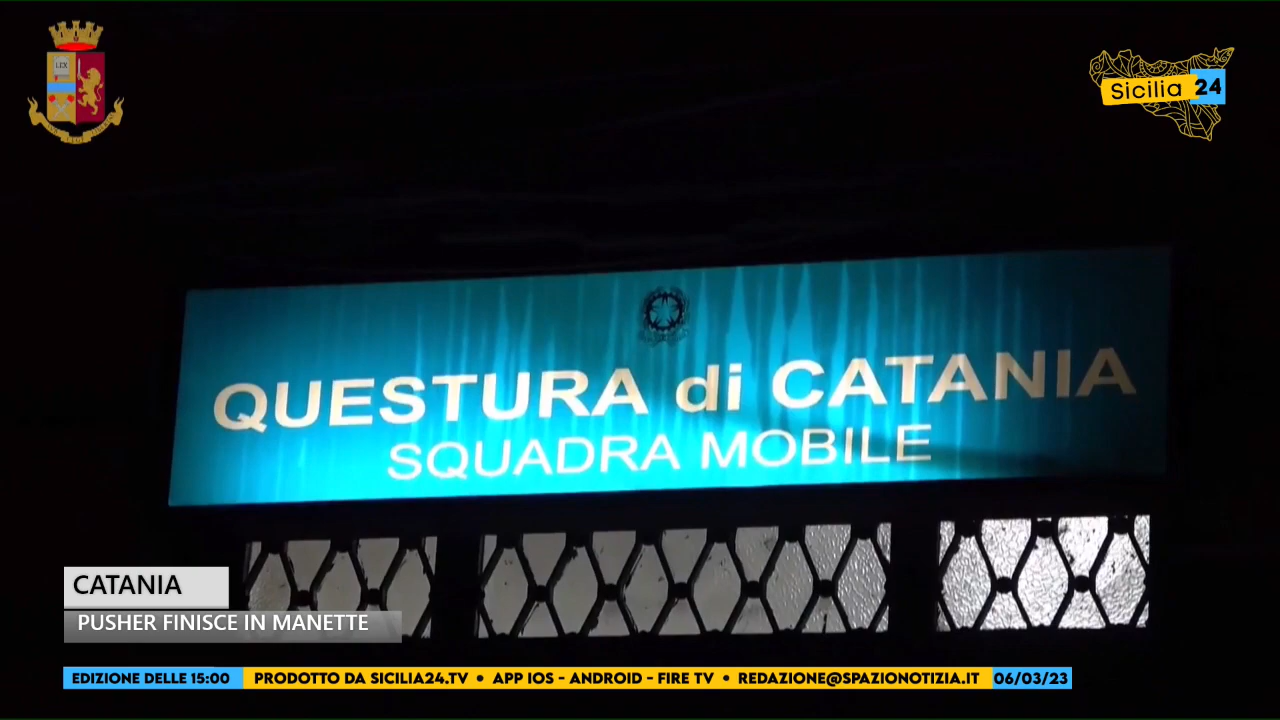 LEX
Sicilia 24
QUESTURA di CATANIA
SQUADRA MOBILE
CATANIA
PUSHER FINISCE IN MANETTE
EDIZIONE DELLE 15:00 PRODOTTO DA SICILIA24.TV • APP IOS - ANDROID - FIRE TV • REDAZIONE@SPAZIONOTIZIA.IT 06/03/23